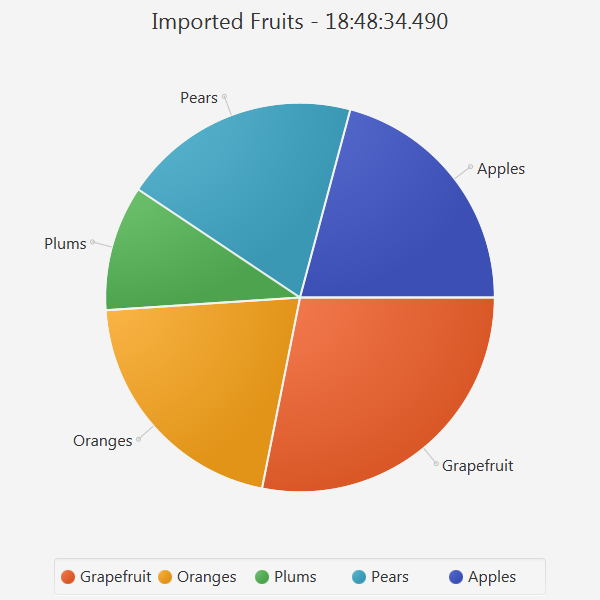 Imported Fruits - 18:48:34.490
Pears
Apples
Plums
Oranges
Grapefruit
Grapefruit Oranges Plums Pears Apples